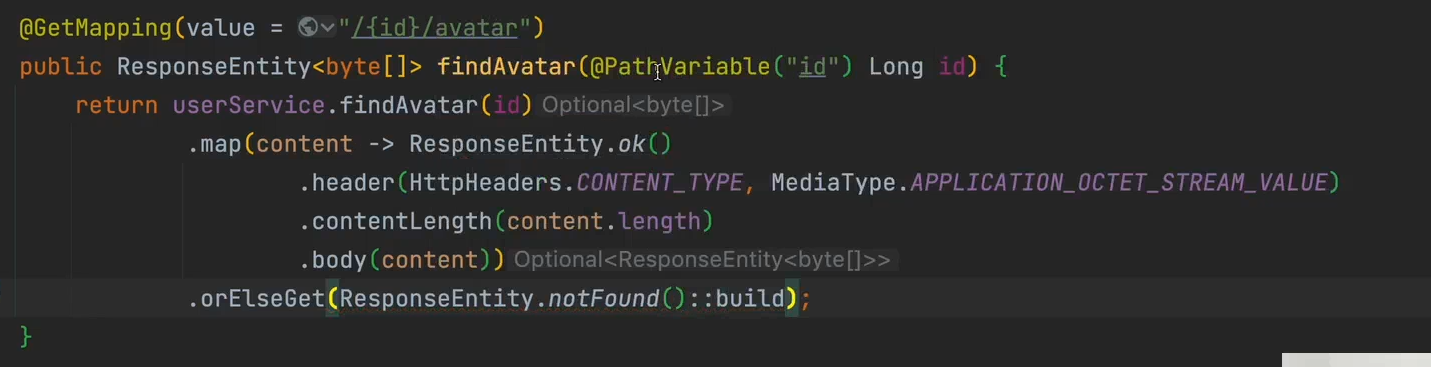 @GetMapping(value = "/{id}/avatar")
public ResponseEntity<byte[]> findAvatar(@PathVariable("id") Long id) {
return userService.findAvatar(id) Optional<byte[]>
.map(content -> ResponseEntity.ok()
.header(HttpHeaders.CONTENT_TYPE, MediaType.APPLICATION_OCTET_STREAM_VALUE)
.contentLength(content.length)
.body(content)) Optional<ResponseEntity<byte[]>>
.orElseGet(ResponseEntity.notFound()::build);
}